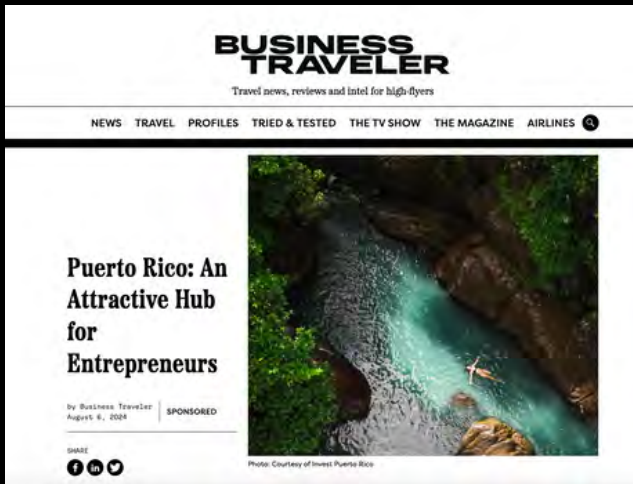 BUSINESS
TRAVELER
Travel news, reviews and intel for high-flyers
NEWS TRAVEL PROFILES TRIED & TESTED THE TV SHOW THE MAGAZINE AIRLINES
Puerto Rico: An
Attractive Hub
for
Entrepreneurs
by Business Traveler
August 6, 2024
SPONSORED
SHARE
Photo: Courtesy of Invest Puerto Rico